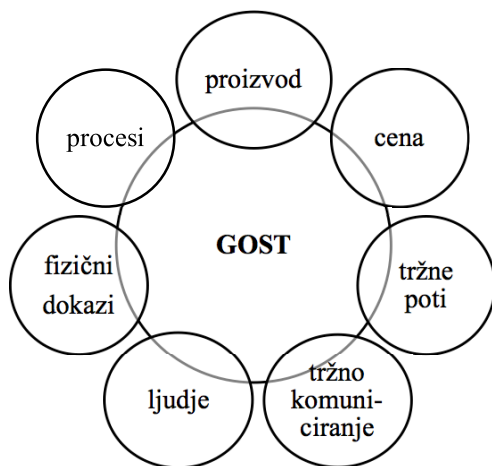 proizvod
cena
tržne
poti
tržno
komuni-
ciranje
ljudje
fizični
dokazi
procesi
GOST